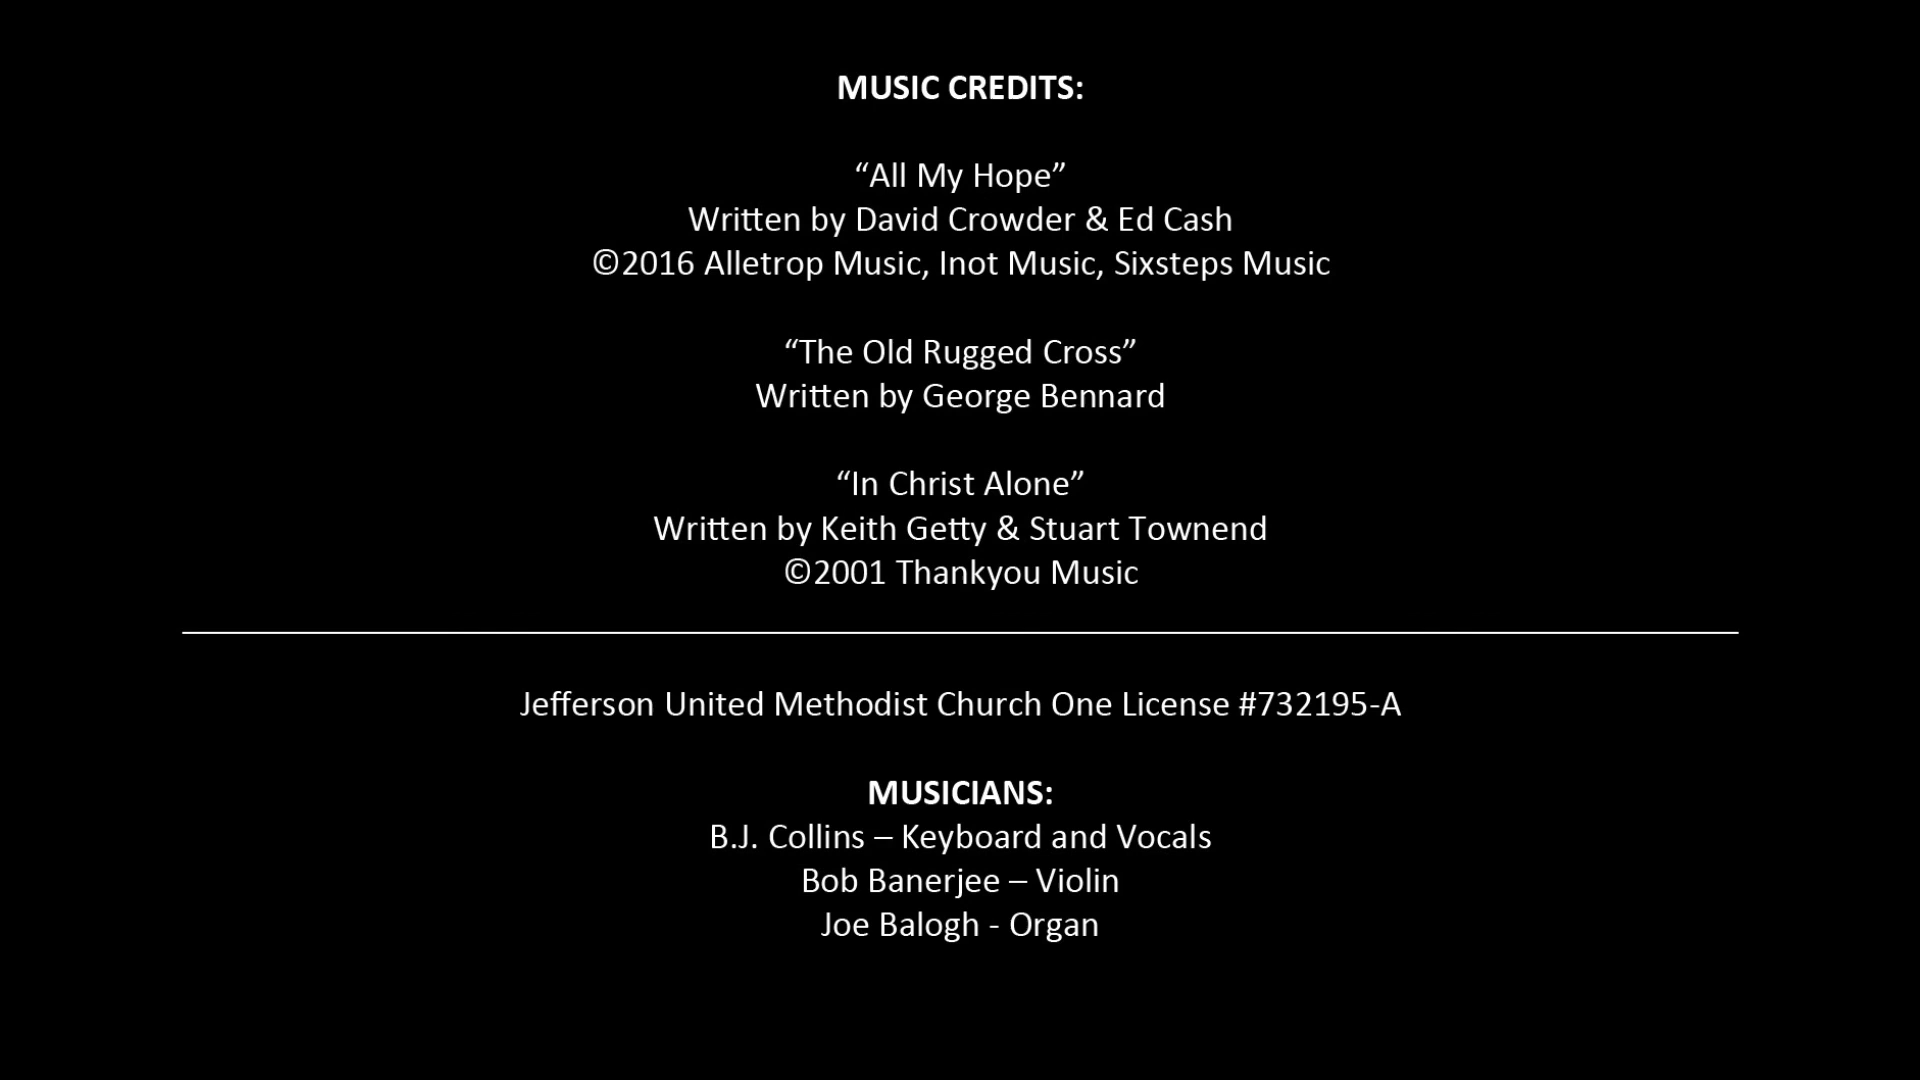 MUSIC CREDITS:
“All My Hope”
Written by David Crowder & Ed Cash
©2016 Alletrop Music, Inot Music, Sixsteps Music
“The Old Rugged Cross”
Written by George Bennard
“In Christ Alone”
Written by Keith Getty & Stuart Townend
©2001 Thankyou Music
Jefferson United Methodist Church One License #732195-A
MUSICIANS:
B.J. Collins – Keyboard and Vocals
Bob Banerjee – Violin
Joe Balogh - Organ